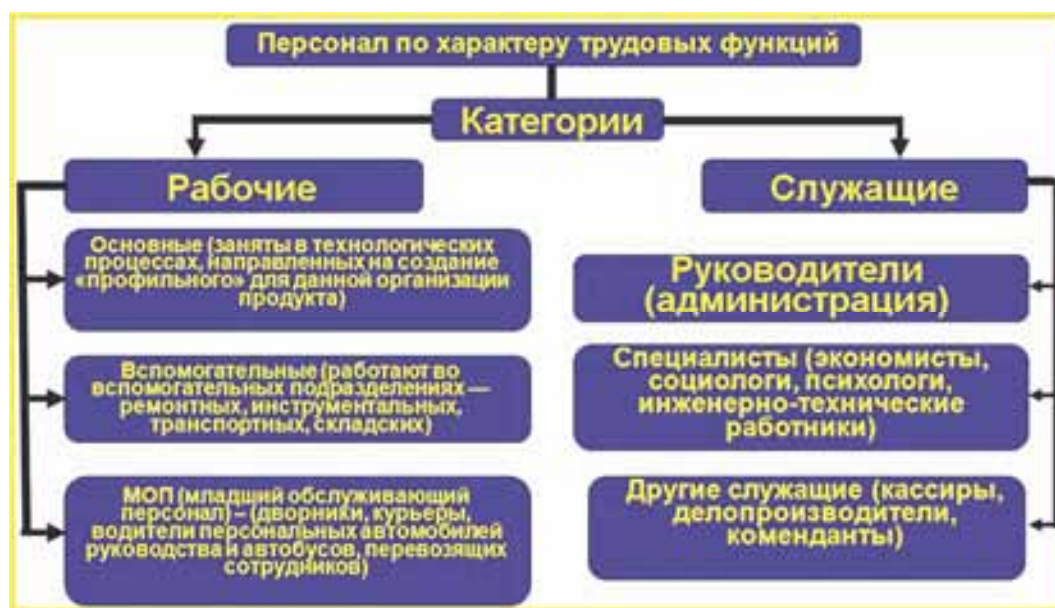 Персонал по характеру трудовых функций
Категории
Рабочие
Основные (заняты в технологических
процессах, направленных на создание
«профильного» для данной организации
продукта)
Вспомогательные (работают во
вспомогательных подразделениях —
ремонтных, инструментальных,
транспортных, складских)
МОП (младший обслуживающий
персонал) – (дворники, курьеры,
водители персональных автомобилей
руководства и автобусов, перевозящих
сотрудников)
Служащие
Руководители
(администрация)
Специалисты (экономисты,
социологи, психологи,
инженерно-технические
работники)
Другие служащие (кассиры,
делопроизводители,
коменданты)